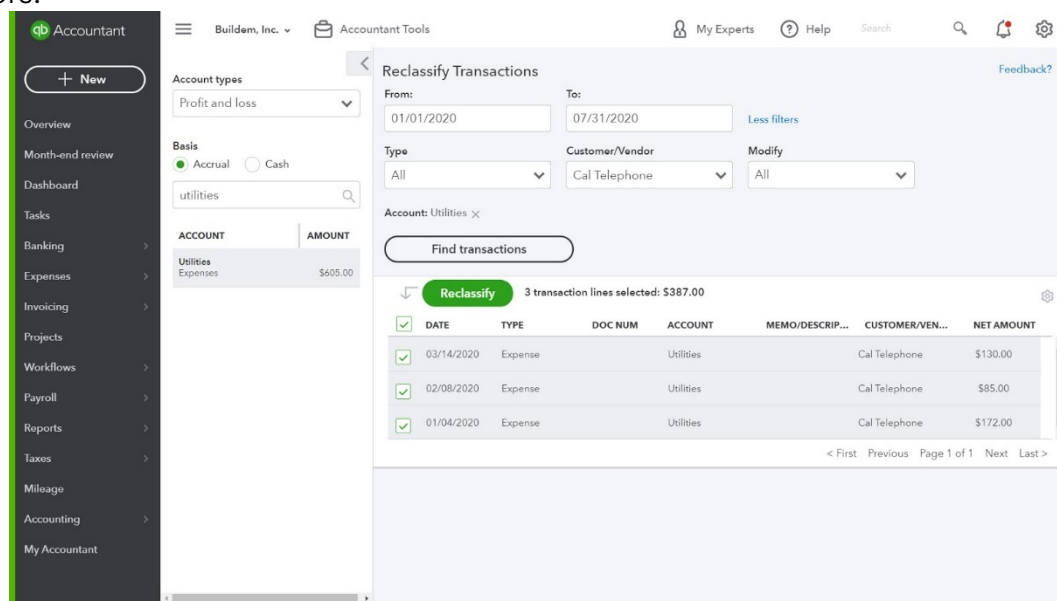 qb Accountant
Buildem, Inc.
Accountant Tools
My Experts
Help
Search
+ New
Overview
Month-end review
Dashboard
Tasks
Banking
Expenses
Invoicing
Projects
Workflows
Payroll
Reports
Taxes
Mileage
Accounting
My Accountant
Account types
Profit and loss
Basis
Accrual Cash
utilities
ACCOUNT AMOUNT
Utilities
Expenses $605.00
Reclassify Transactions
Feedback?
From: To:
01/01/2020 07/31/2020 Less filters
Type Customer/Vendor Modify
All Cal Telephone All
Account: Utilities ×
Find transactions
Reclassify 3 transaction lines selected: $387.00
DATE TYPE DOC NUM ACCOUNT MEMO/DESCRIP... CUSTOMER/VEN... NET AMOUNT
03/14/2020 Expense Utilities Cal Telephone $130.00
02/08/2020 Expense Utilities Cal Telephone $85.00
01/04/2020 Expense Utilities Cal Telephone $172.00
< First Previous Page 1 of 1 Next Last >